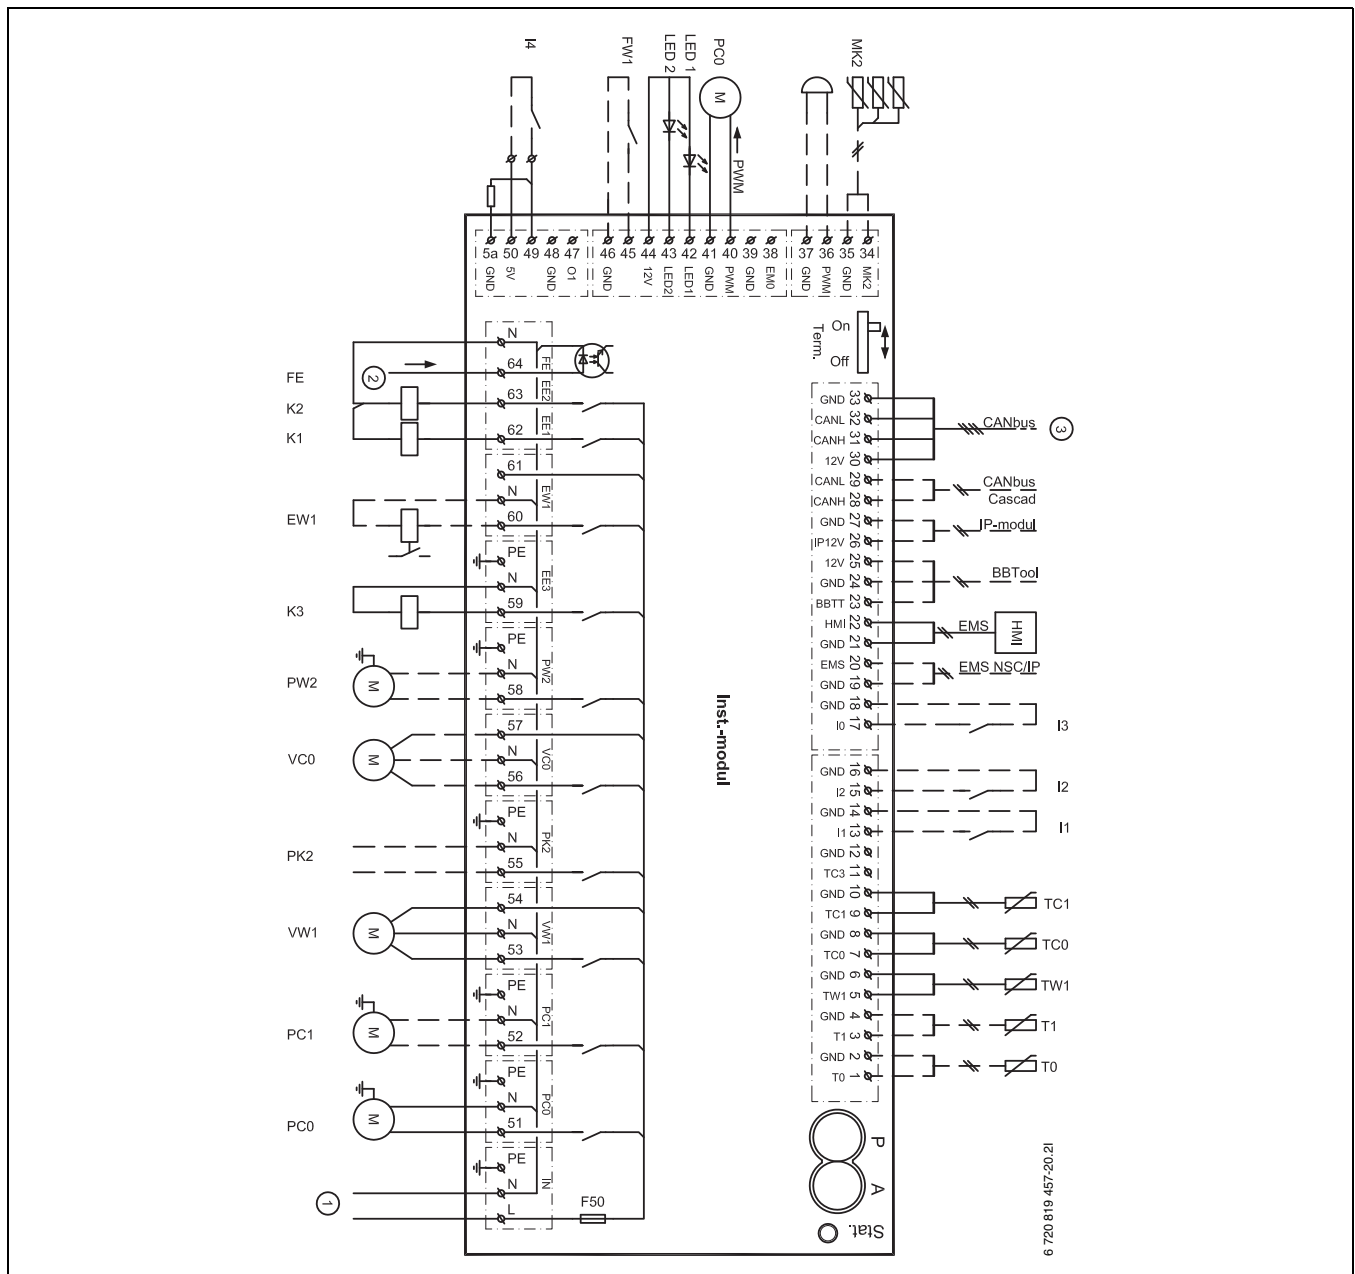 I4
FW1
LED 2
LED 1
PC0
M
PWM
MK2
5a 50 49 48 47
GND 5V GND O1
46 45 44 43 42 41 40 39 38
GND 12V LED2 LED1 GND PWM GND EM0
37 36 35 34
GND PWM GND MK2
On
Off
Term.
N
64
FE
63
EE2
62
EE1
FE
2
K2
K1
61
N
60
EW1
EW1
PE
N
59
EE3
K3
PE
N
58
PW2
PW2
M
57
N
56
VC0
VC0
M
PE
N
55
PK2
PK2
54
N
53
VW1
VW1
M
PE
N
52
PC1
PC1
M
PE
N
51
PC0
PC0
M
PE
N
L
IN
1
F50
Inst.-modul
GND 33
CANL 32
CANH 31
12V 30
CANbus
3
CANL 29
CANH 28
CANbus
Cascad
GND 27
IP12V 26
IP-modul
12V 25
GND 24
BBTT 23
BBTool
HMI 22
GND 21
EMS
HMI
EMS 20
GND 19
EMS NSC/IP
GND 18
I0 17
I3
GND 16
I2 15
I2
GND 14
I1 13
I1
GND 12
TC3 11
GND 10
TC1 9
TC1
GND 8
TC0 7
TC0
GND 6
TW1 5
TW1
GND 4
T1 3
T1
GND 2
T0 1
T0
P
A
Stat.
6 720 819 457-20.2I